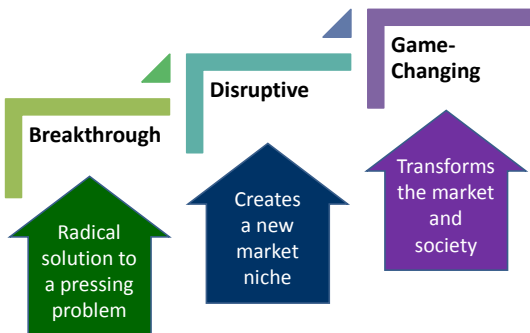 Game-
Changing
Disruptive
Breakthrough
Transforms
the market
and
society
Creates
a new
market
niche
Radical
solution to
a pressing
problem